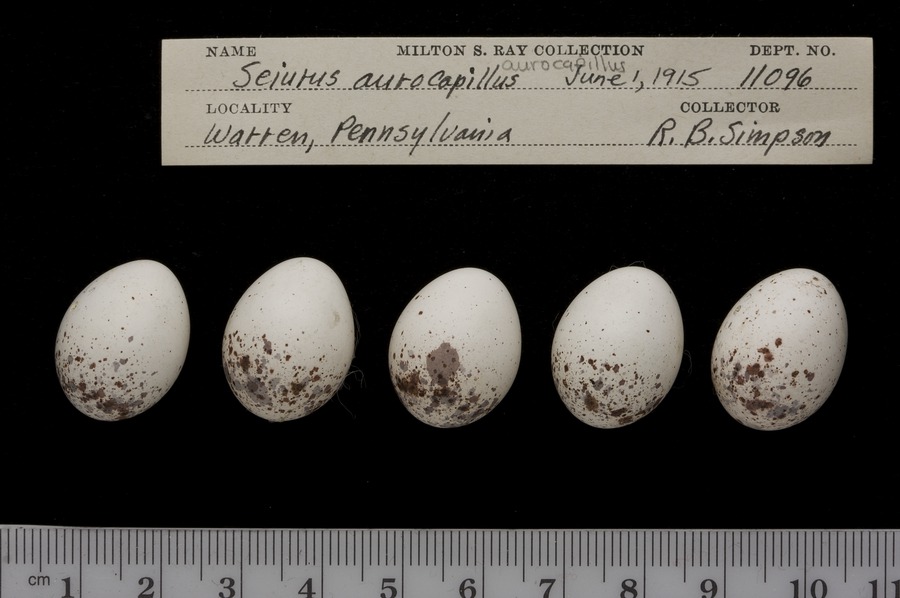 NAME MILTON S. RAY COLLECTION DEPT. NO.
aurocapillus
Seiurus aurocapillus June 1, 1915 11096
LOCALITY COLLECTOR
Warren, Pennsylvania R. B. Simpson
cm 1 2 3 4 5 6 7 8 9 10 11